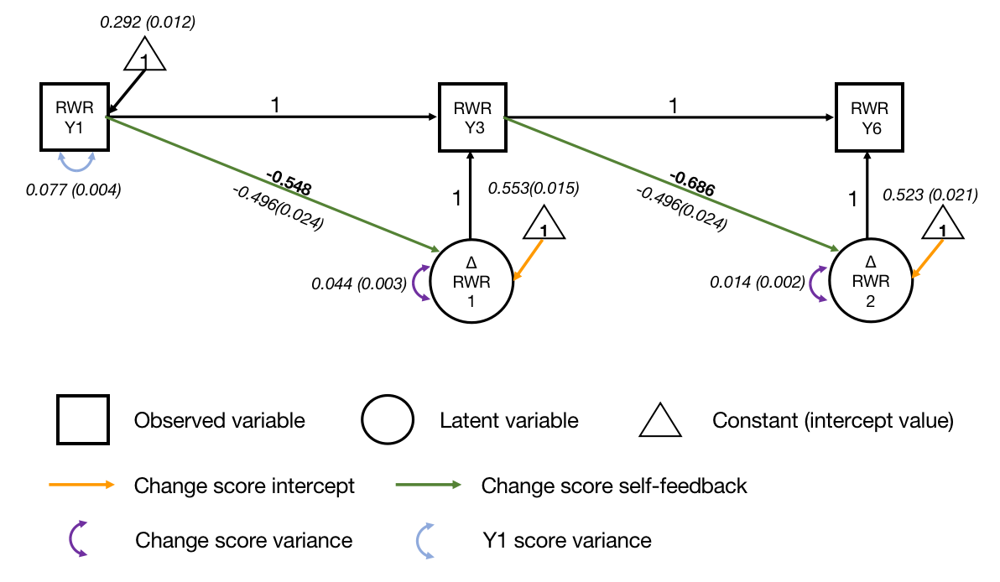 0.292 (0.012)
1
RWR
Y1
1
RWR
Y3
1
RWR
Y6
0.077 (0.004)
-0.548
-0.496(0.024)
1
0.553(0.015)
1
-0.686
-0.496(0.024)
1
0.523 (0.021)
1
0.044 (0.003)
Δ
RWR
1
0.014 (0.002)
Δ
RWR
2
Observed variable
Latent variable
Constant (intercept value)
Change score intercept
Change score self-feedback
Change score variance
Y1 score variance